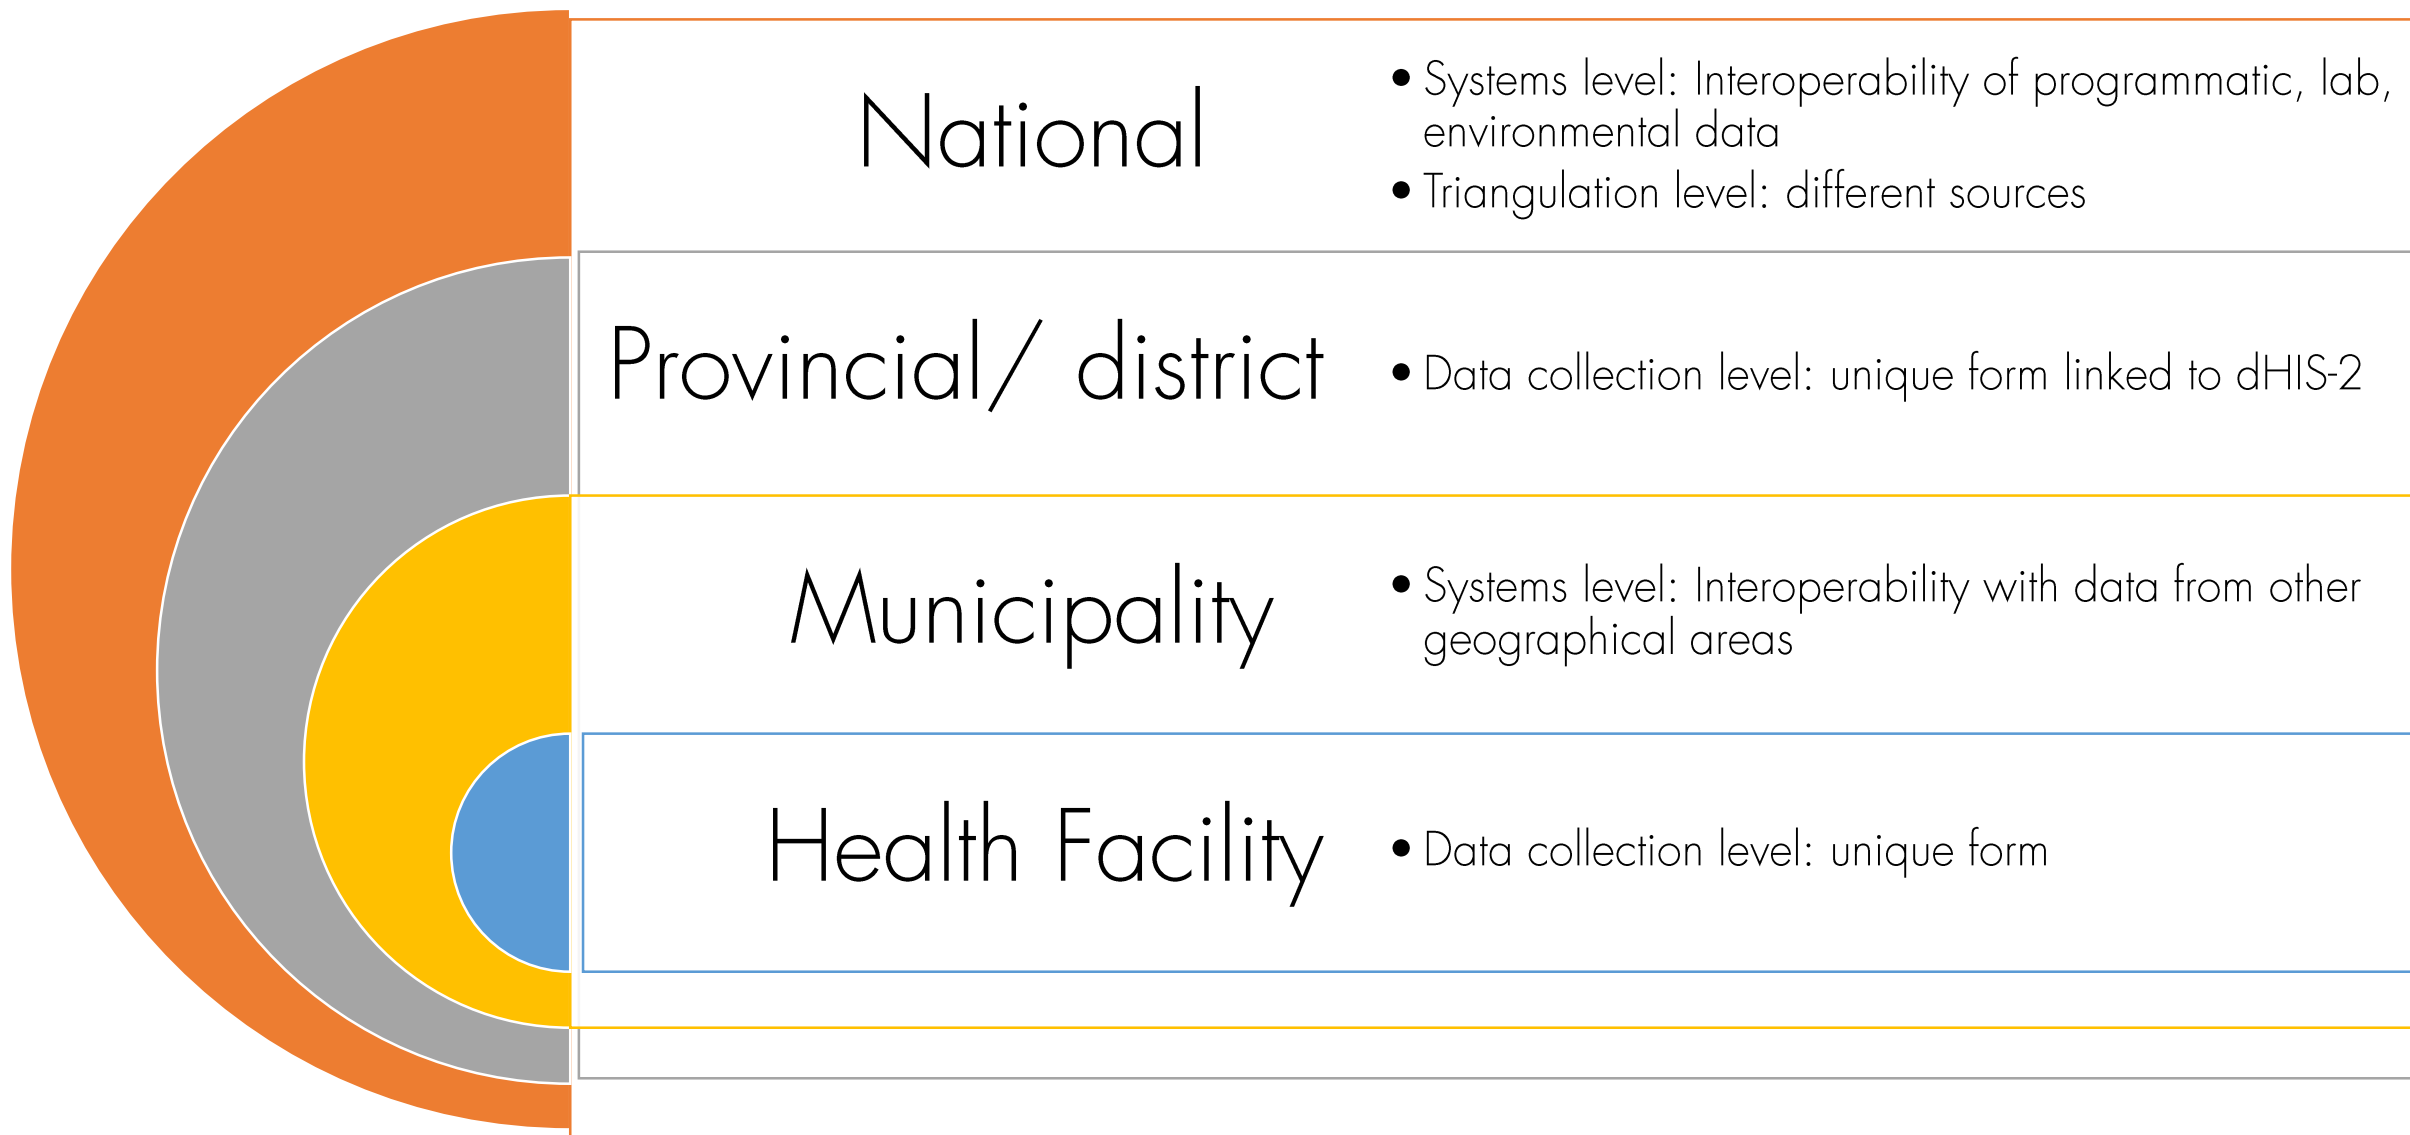 National
• Systems level: Interoperability of programmatic, lab,
environmental data
• Triangulation level: different sources
Provincial/ district
• Data collection level: unique form linked to dHIS-2
Municipality
• Systems level: Interoperability with data from other
geographical areas
Health Facility
• Data collection level: unique form